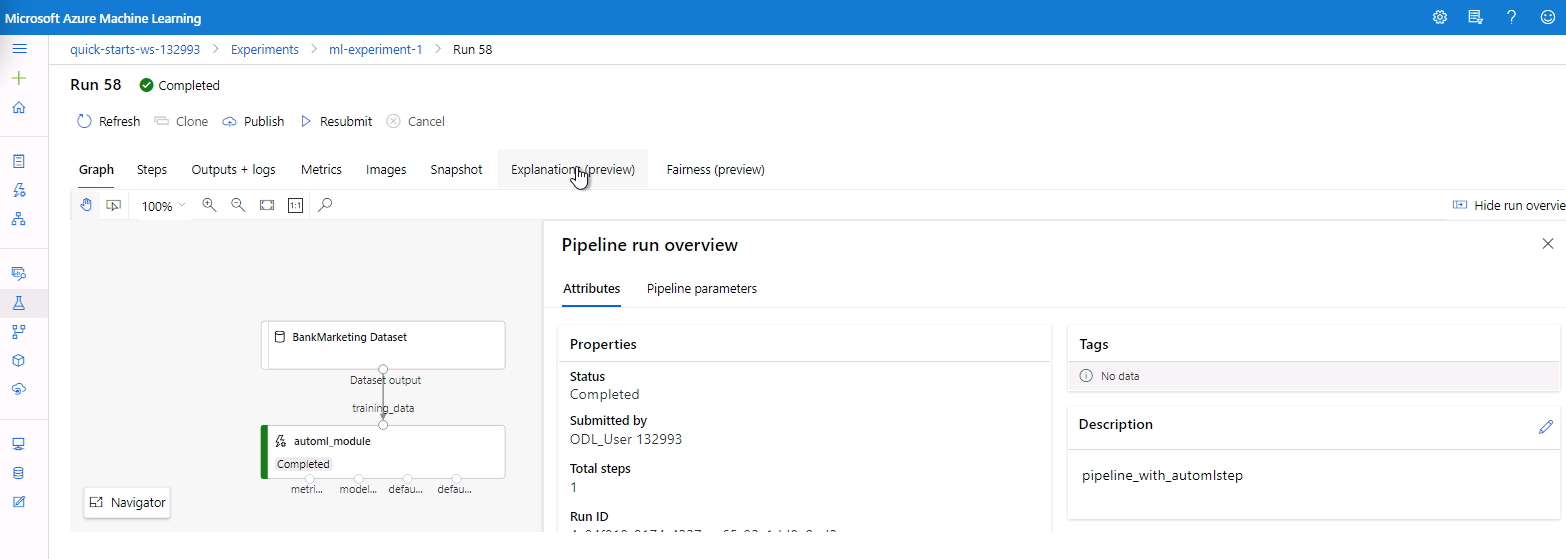 Microsoft Azure Machine Learning
quick-starts-ws-132993 > Experiments > ml-experiment-1 > Run 58
Run 58 Completed
Refresh Clone Publish Resubmit Cancel
Graph Steps Outputs + logs Metrics Images Snapshot Explanations (preview) Fairness (preview)
100% 1:1 Hide run overvie
Pipeline run overview
Attributes Pipeline parameters
BankMarketing Dataset
Dataset output
training_data
automl_module
Completed
metri... model... defau... defau...
Navigator
Properties
Status
Completed
Submitted by
ODL_User 132993
Total steps
1
Run ID
Tags
No data
Description
pipeline_with_automlstep